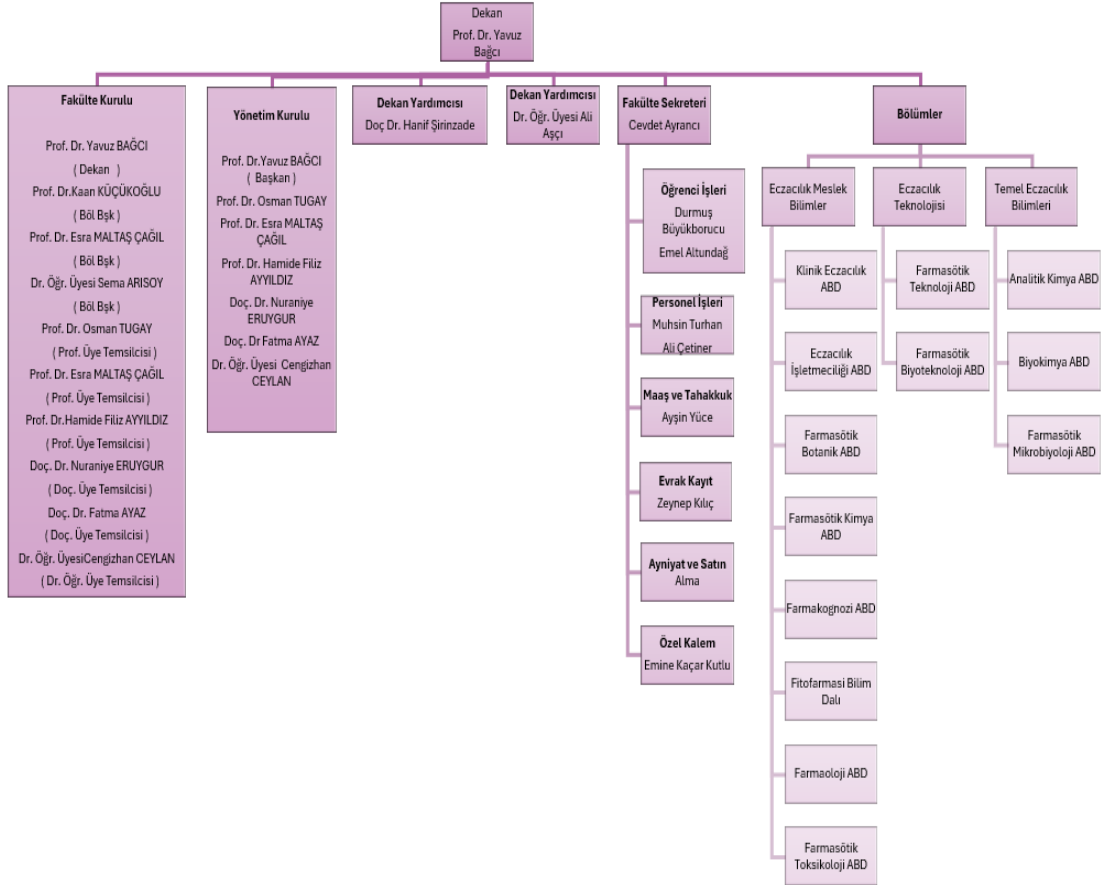 Dekan
Prof. Dr. Yavuz
Bağcı
Fakülte Kurulu
Prof. Dr. Yavuz BAĞCI
( Dekan )
Prof. Dr.Kaan KÜÇÜKOĞLU
( Böl Bşk )
Prof. Dr. Esra MALTAŞ ÇAĞIL
( Böl Bşk )
Dr. Öğr. Üyesi Sema ARISOY
( Böl Bşk )
Prof. Dr. Osman TUGAY
( Prof. Üye Temsilcisi )
Prof. Dr. Esra MALTAŞ ÇAĞIL
( Prof. Üye Temsilcisi )
Prof. Dr.Hamide Filiz AYYILDIZ
( Prof. Üye Temsilcisi )
Doç. Dr. Nuraniye ERUYGUR
( Doç. Üye Temsilcisi )
Doç. Dr. Fatma AYAZ
( Doç. Üye Temsilcisi )
Dr. Öğr. ÜyesiCengizhan CEYLAN
( Dr. Öğr. Üye Temsilcisi )
Yönetim Kurulu
Prof. Dr.Yavuz BAĞCI
( Başkan )
Prof. Dr. Osman TUGAY
Prof. Dr. Esra MALTAŞ
ÇAĞIL
Prof. Dr. Hamide Filiz
AYYILDIZ
Doç. Dr. Nuraniye
ERUYGUR
Doç. Dr Fatma AYAZ
Dr. Öğr. Üyesi Cengizhan
CEYLAN
Dekan Yardımcısı
Doç Dr. Hanif Şirinzade
Dekan Yardımcısı
Dr. Öğr. Üyesi Ali
Aşçı
Fakülte Sekreteri
Cevdet Ayrancı
Öğrenci İşleri
Durmuş
Büyükborucu
Emel Altundağ
Personel İşleri
Muhsin Turhan
Ali Çetiner
Maaş ve Tahakkuk
Ayşin Yüce
Evrak Kayıt
Zeynep Kılıç
Ayniyat ve Satın
Alma
Özel Kalem
Emine Kaçar Kutlu
Bölümler
Eczacılık Meslek
Bilimler
Klinik Eczacılık
ABD
Eczacılık
İşletmeciliği ABD
Farmasötik
Botanik ABD
Farmasötik Kimya
ABD
Farmakognozi ABD
Fitofarmasi Bilim
Dalı
Farmaoloji ABD
Farmasötik
Toksikoloji ABD
Eczacılık
Teknolojisi
Farmasötik
Teknoloji ABD
Farmasötik
Biyoteknoloji ABD
Temel Eczacılık
Bilimleri
Analitik Kimya ABD
Biyokimya ABD
Farmasötik
Mikrobiyoloji ABD